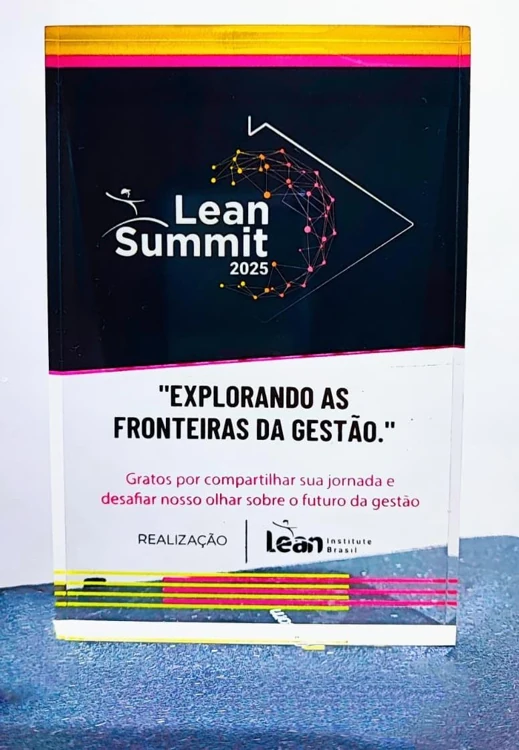 Lean
Summit
2025
"EXPLORANDO AS
FRONTEIRAS DA GESTÃO."
Gratos por compartilhar sua jornada e
desafiar nosso olhar sobre o futuro da gestão
REALIZAÇÃO
Lean Institute
Brasil